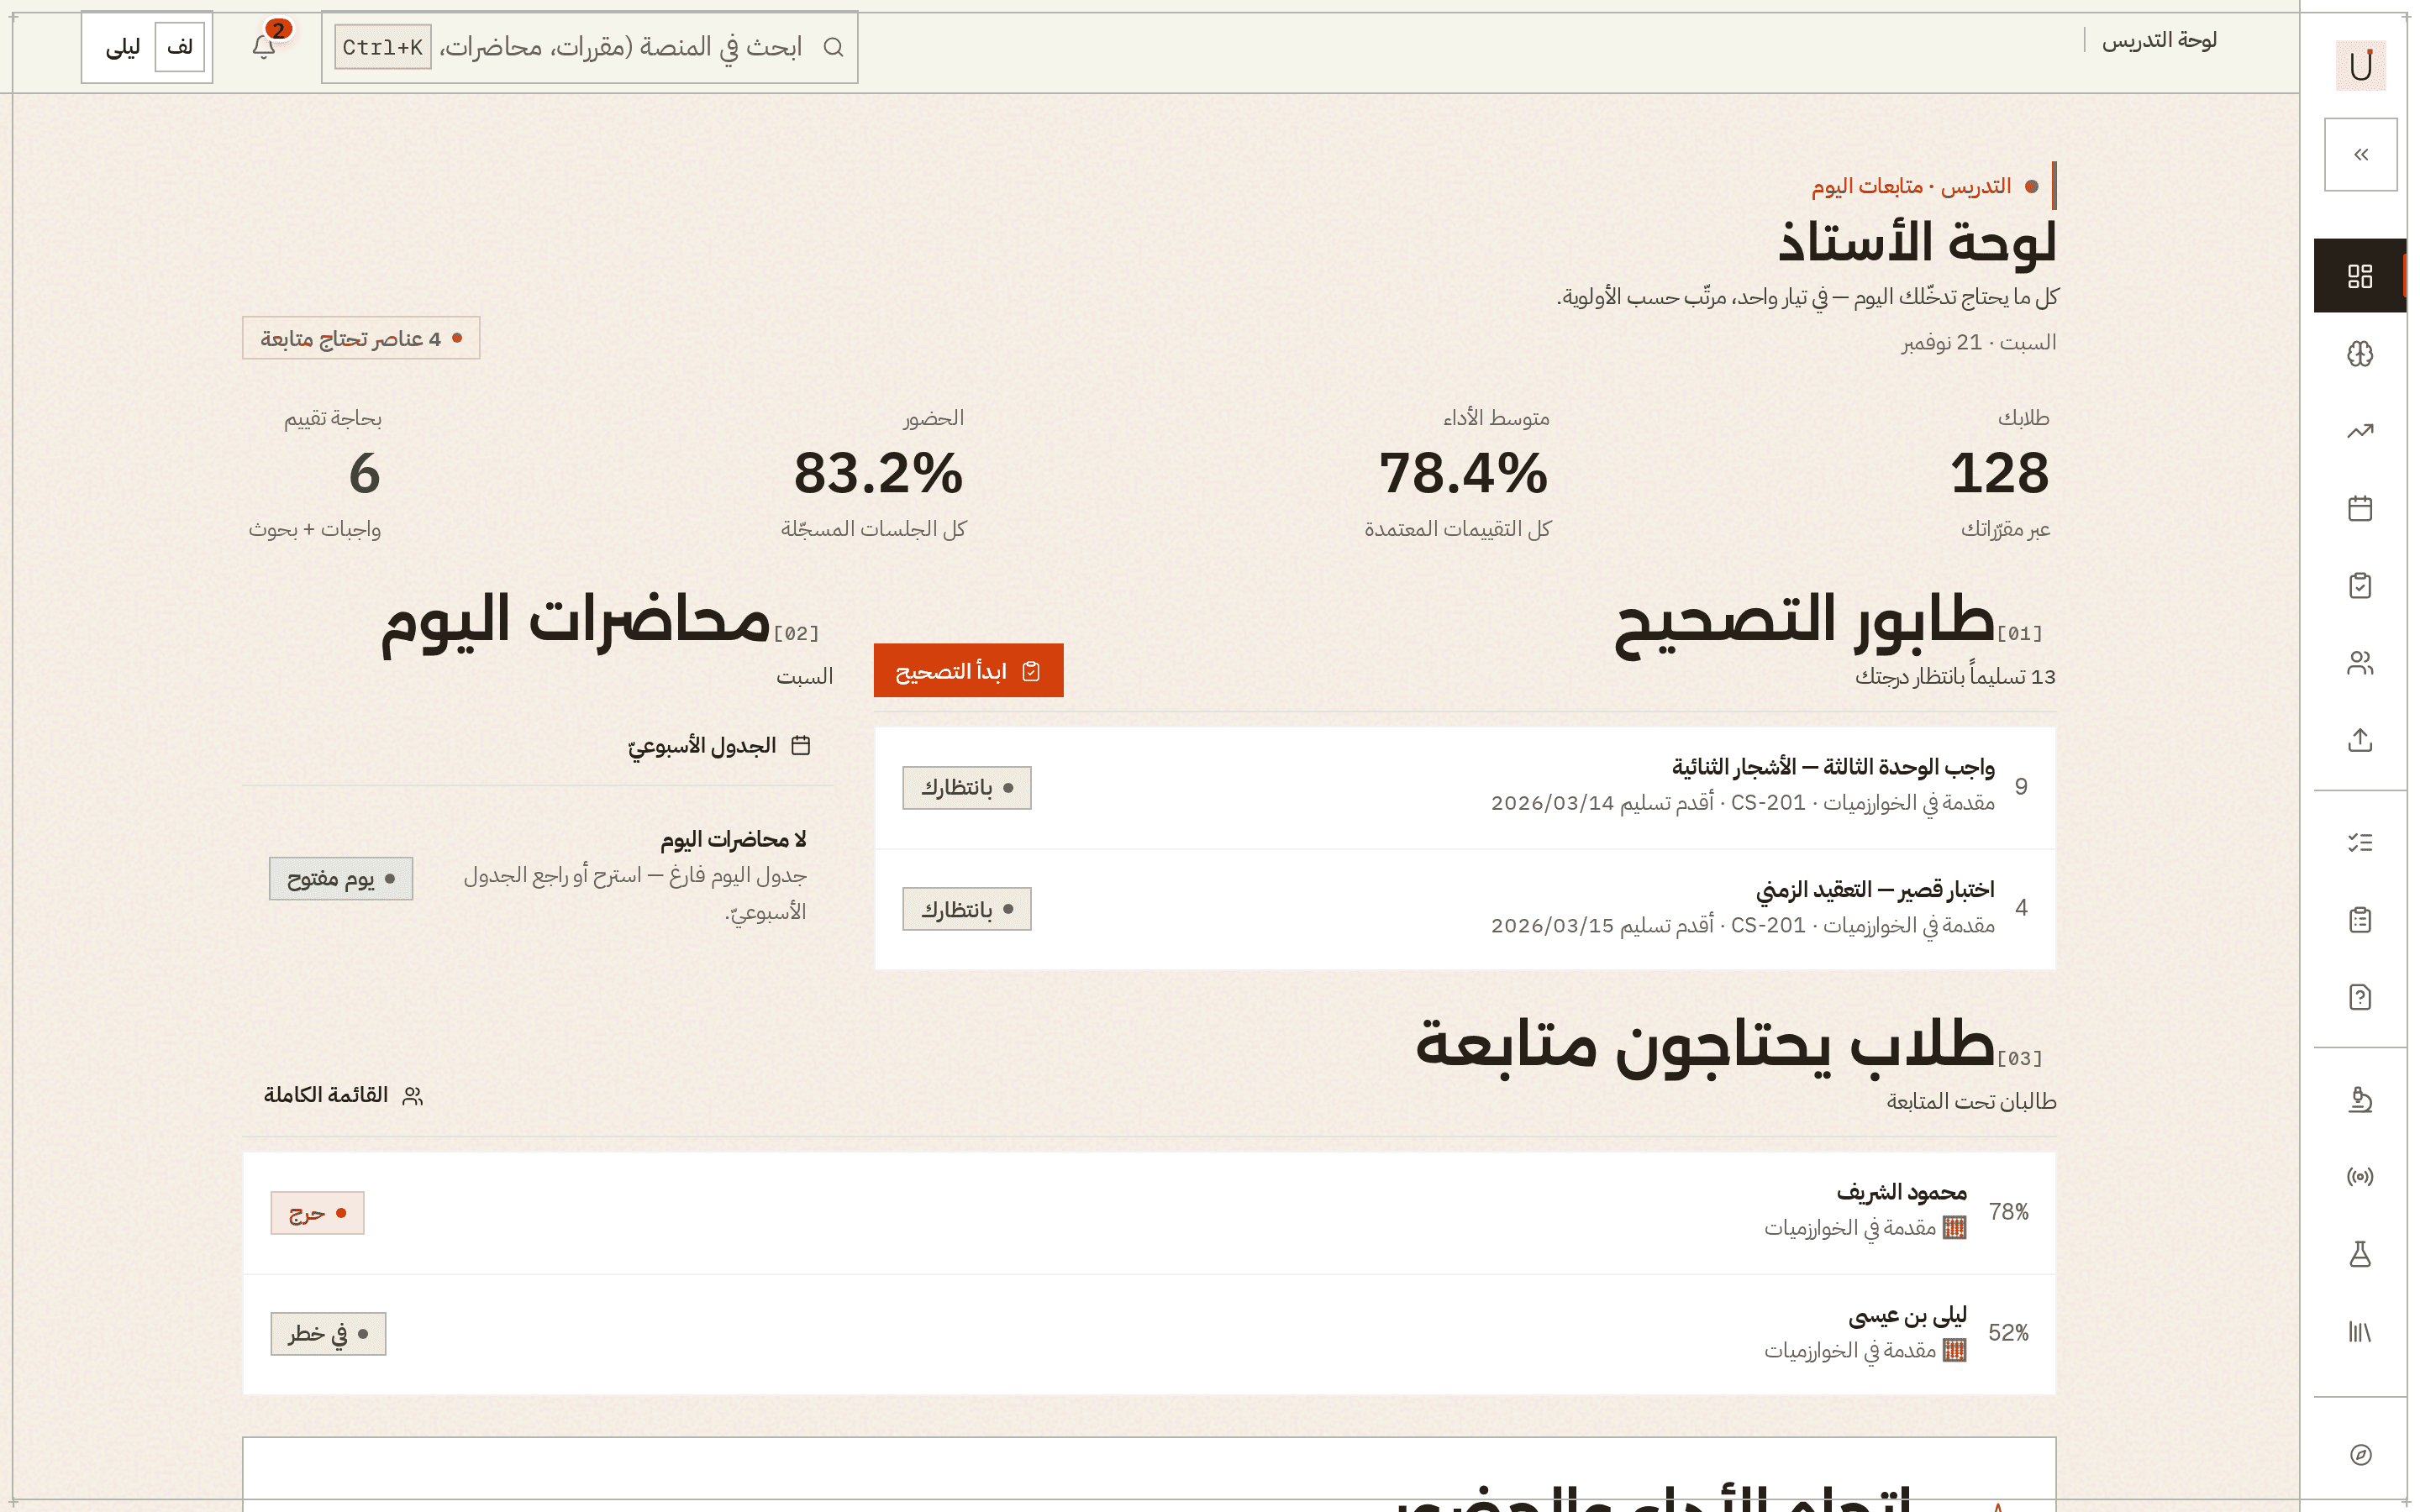 لوحة التدريس
ابحث في المنصة (مقررات، محاضرات، Ctrl+K
2
لف ليلى
التدريس · متابعات اليوم
لوحة الأستاذ
كل ما يحتاج تدخّلك اليوم — في تيار واحد، مرتّب حسب الأولوية.
السبت · 21 نوفمبر
4 عناصر تحتاج متابعة
طلابك
128
عبر مقرّراتك
متوسط الأداء
78.4%
كل التقييمات المعتمدة
الحضور
83.2%
كل الجلسات المسجّلة
بحاجة تقييم
6
واجبات + بحوث
[01] طابور التصحيح
13 تسليماً بانتظار درجتك
ابدأ التصحيح
9
واجب الوحدة الثالثة — الأشجار الثنائية
مقدمة في الخوارزميات · CS-201 · أقدم تسليم 2026/03/14
بانتظارك
4
اختبار قصير — التعقيد الزمني
مقدمة في الخوارزميات · CS-201 · أقدم تسليم 2026/03/15
بانتظارك
[02] محاضرات اليوم
السبت
الجدول الأسبوعيّ
لا محاضرات اليوم
جدول اليوم فارغ — استرح أو راجع الجدول
الأسبوعيّ.
يوم مفتوح
[03] طلاب يحتاجون متابعة
طالبان تحت المتابعة
القائمة الكاملة
78%
محمود الشريف
🧮 مقدمة في الخوارزميات
حرج
52%
ليلى بن عيسى
🧮 مقدمة في الخوارزميات
في خطر
اتجاه الأداء والحضور